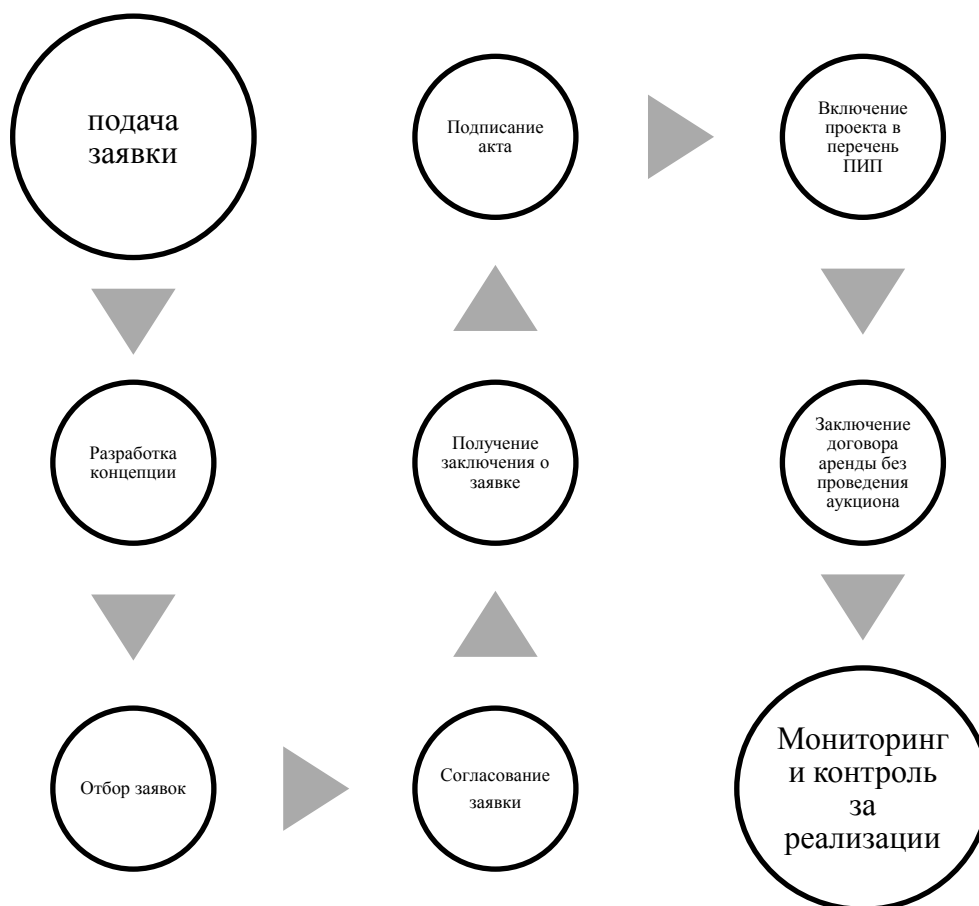 подача
заявки
Разработка
концепции
Отбор заявок
Согласование
заявки
Получение
заключения о
заявке
Подписание
акта
Включение
проекта в
перечень
ПИП
Заключение
договора
аренды без
проведения
аукциона
Мониторинг
и контроль
за
реализации